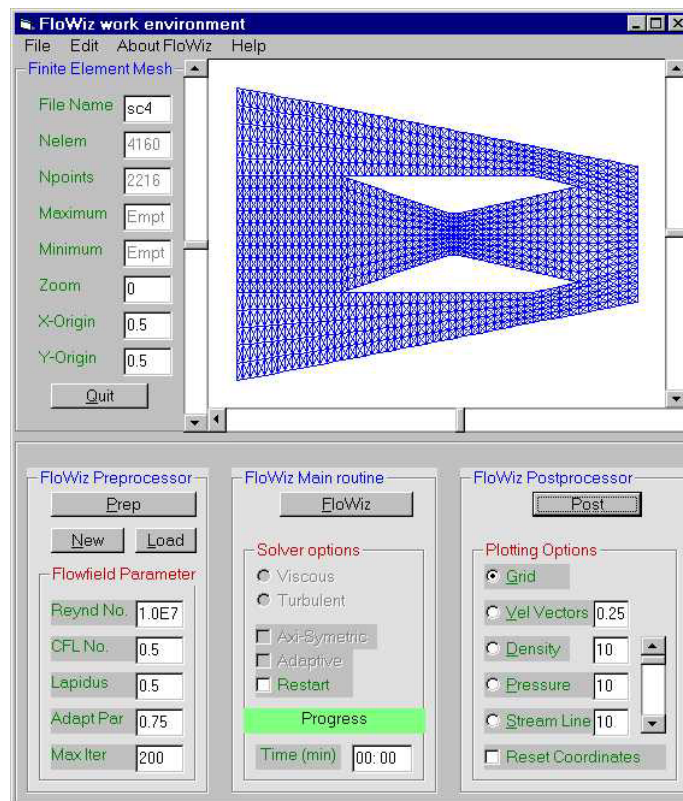 FloWiz work environment
File Edit About FloWiz Help
Finite Element Mesh
File Name sc4
Nelem 4160
Npoints 2216
Maximum Empt
Minimum Empt
Zoom 0
X-Origin 0.5
Y-Origin 0.5
Quit
FloWiz Preprocessor
Prep
New Load
Flowfield Parameter
Reynd No. 1.0E7
CFL No. 0.5
Lapidus 0.5
Adapt Par 0.75
Max Iter 200
FloWiz Main routine
FloWiz
Solver options
Viscous
Turbulent
Axi-Symetric
Adaptive
Restart
Progress
Time (min) 00:00
FloWiz Postprocessor
Post
Plotting Options
Grid
Vel Vectors 0.25
Density 10
Pressure 10
Stream Line 10
Reset Coordinates